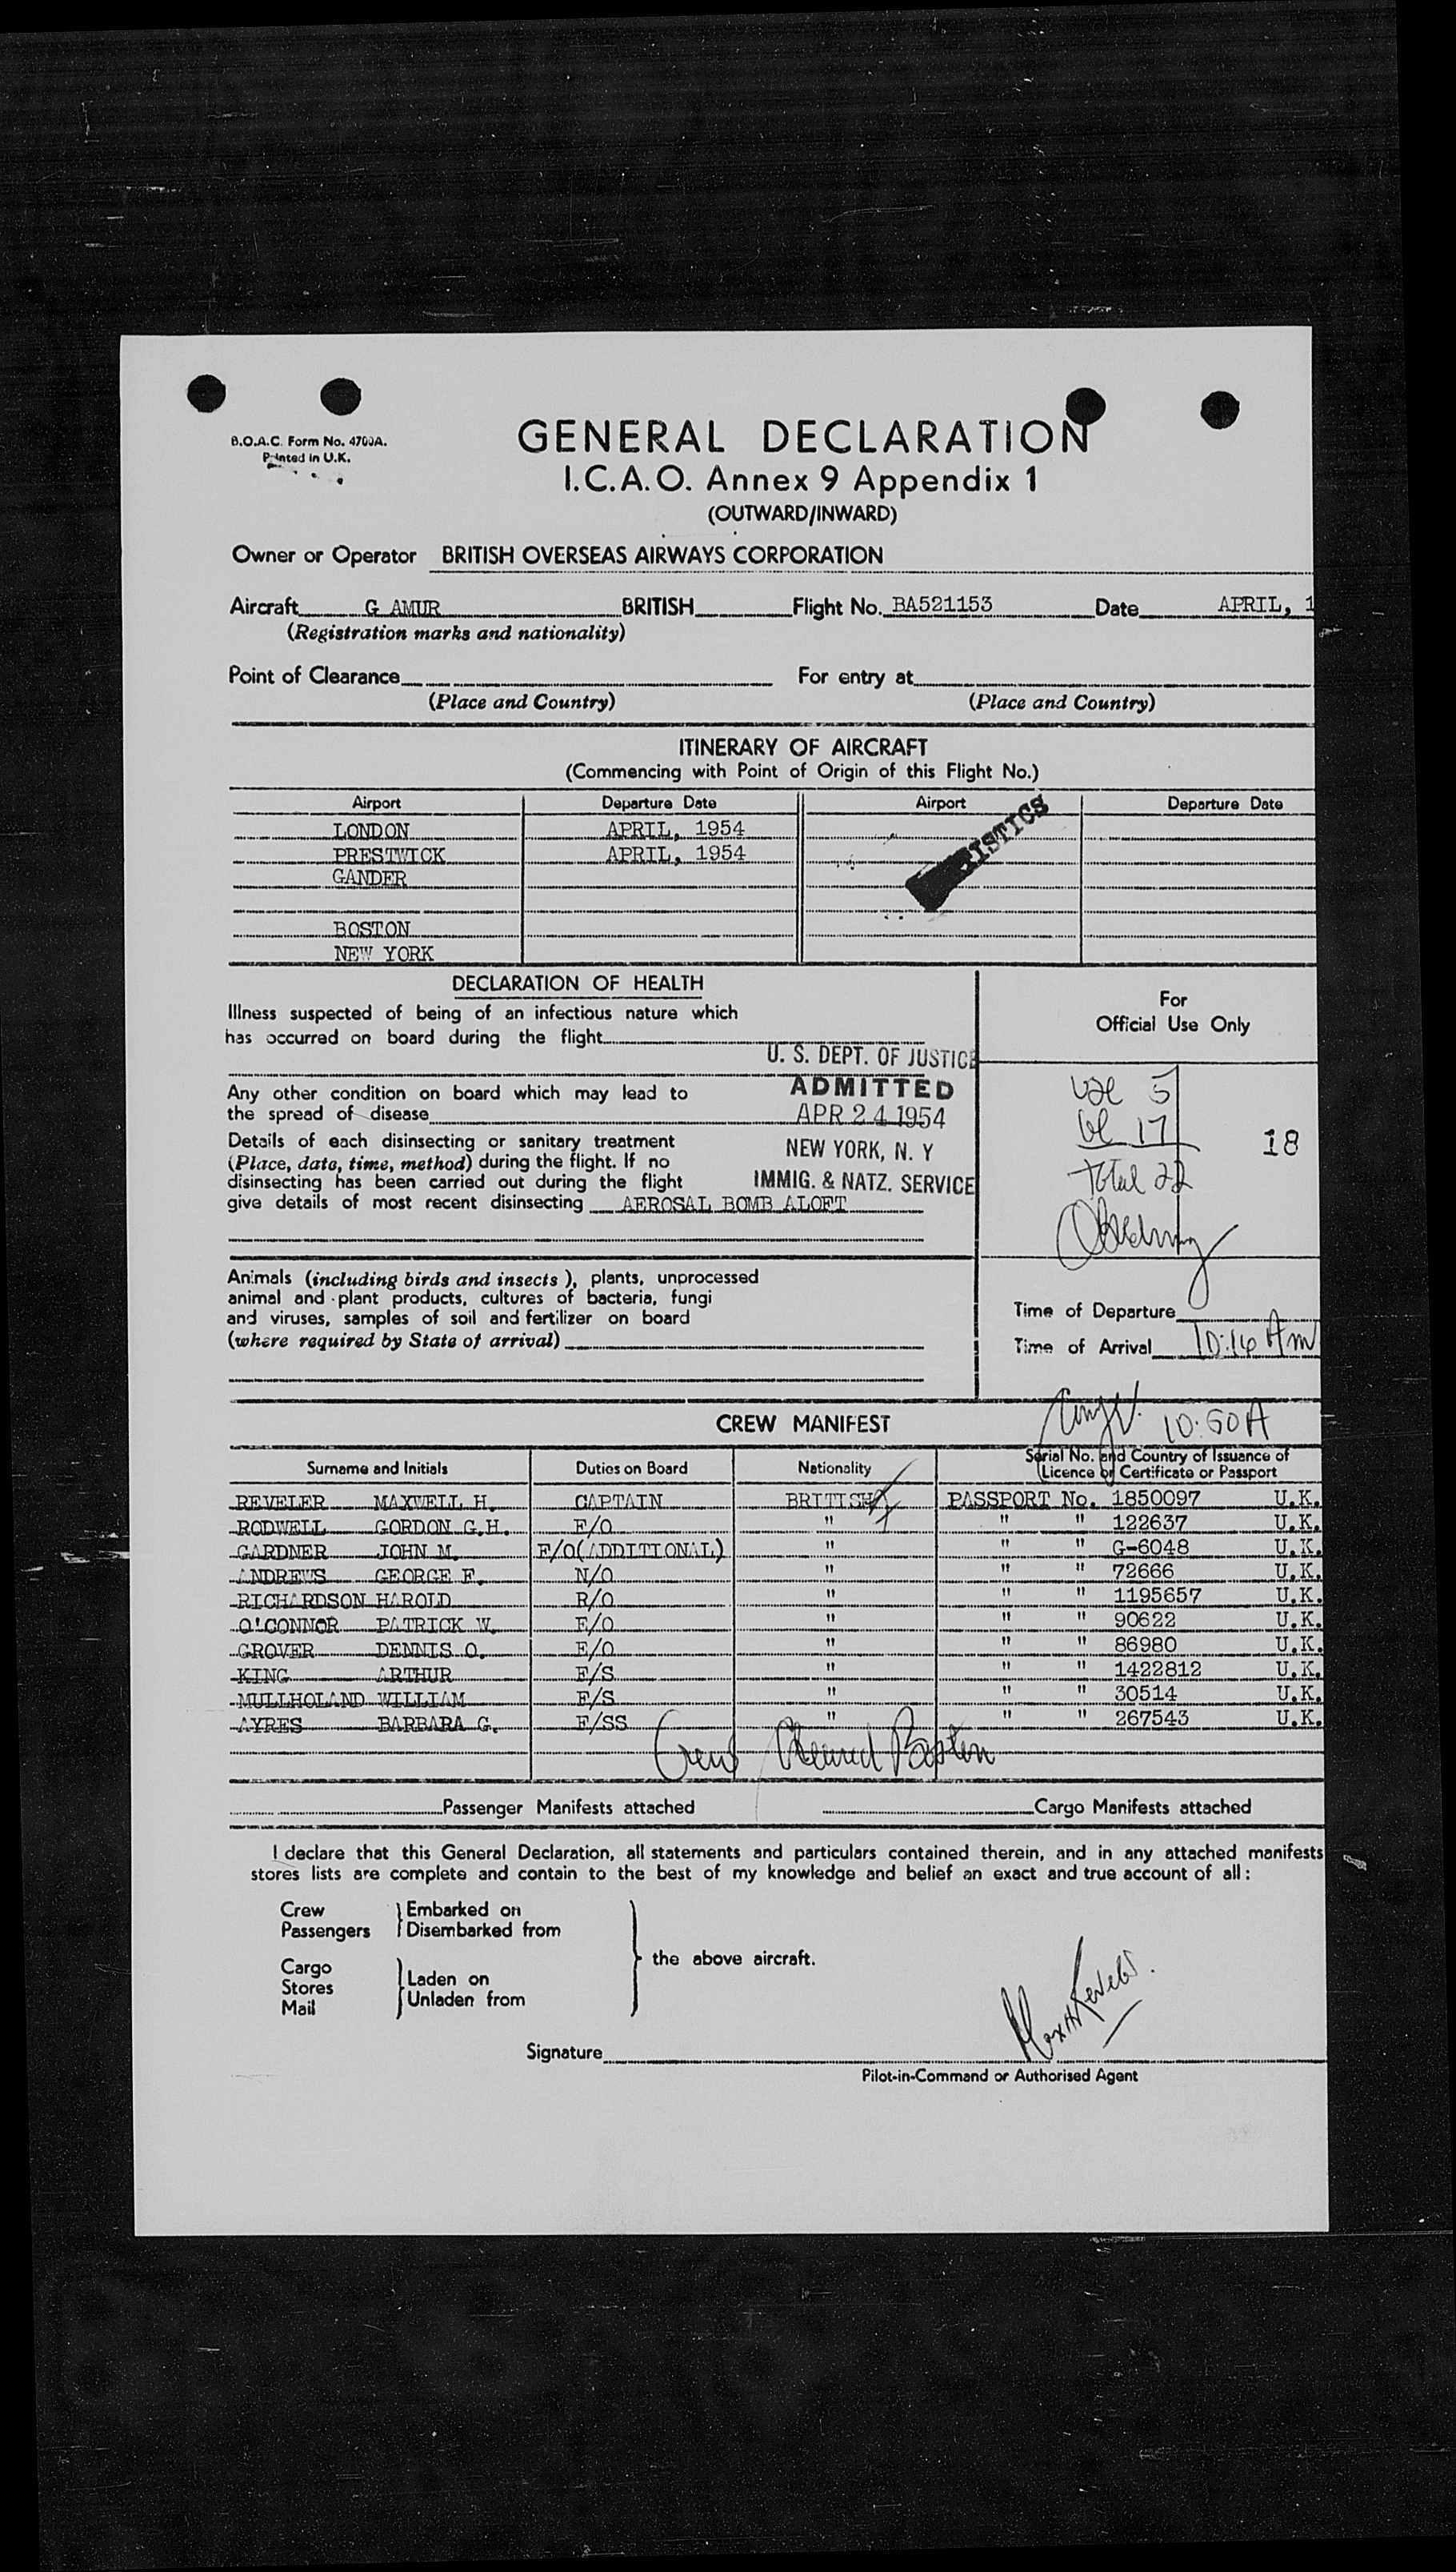 B.O.A.C. Form No. 4700A.
Printed in U.K.
GENERAL DECLARATION
I.C.A.O. Annex 9 Appendix 1
(OUTWARD/INWARD)
Owner or Operator BRITISH OVERSEAS AIRWAYS CORPORATION
Aircraft G AMUR BRITISH Flight No. BA521153 Date APRIL, 1
(Registration marks and nationality)
Point of Clearance For entry at
(Place and Country) (Place and Country)
ITINERARY OF AIRCRAFT
(Commencing with Point of Origin of this Flight No.)
Airport Departure Date Airport Departure Date
LONDON APRIL, 1954
PRESTWICK APRIL, 1954
GANDER
BOSTON
NEW YORK
ISTICS
DECLARATION OF HEALTH
Illness suspected of being of an infectious nature which
has occurred on board during the flight
Any other condition on board which may lead to
the spread of disease
Details of each disinsecting or sanitary treatment
(Place, date, time, method) during the flight. If no
disinsecting has been carried out during the flight
give details of most recent disinsecting AEROSAL BOMB ALOFT
U. S. DEPT. OF JUSTICE
ADMITTED
APR 24 1954
NEW YORK, N. Y
IMMIG. & NATZ. SERVICE
For
Official Use Only
5
17
Total 22
18
Animals (including birds and insects), plants, unprocessed
animal and plant products, cultures of bacteria, fungi
and viruses, samples of soil and fertilizer on board
(where required by State of arrival)
Time of Departure
Time of Arrival 10:16 Am
10:50A
CREW MANIFEST
Surname and Initials Duties on Board Nationality Serial No. and Country of Issuance of
Licence or Certificate or Passport
REVELER MAXWELL H. CAPTAIN BRITISH PASSPORT No. 1850097 U.K.
RODWELL GORDON G.H. F/O " " " 122637 U.K.
GARDNER JOHN M. F/O(ADDITIONAL) " " " G-6048 U.K.
ANDREWS GEORGE F. N/O " " " 72666 U.K.
RICHARDSON HAROLD R/O " " " 1195657 U.K.
O'CONNOR PATRICK W. E/O " " " 90622 U.K.
GROVER DENNIS O. E/O " " " 86980 U.K.
KING ARTHUR F/S " " " 1422812 U.K.
MULLHOLAND WILLIAM F/S " " " 30514 U.K.
AYRES BARBARA G. F/SS " " " 267543 U.K.
Crew Cleared Boston
Passenger Manifests attached Cargo Manifests attached
I declare that this General Declaration, all statements and particulars contained therein, and in any attached manifests
stores lists are complete and contain to the best of my knowledge and belief an exact and true account of all:
Crew Embarked on
Passengers Disembarked from
the above aircraft.
Cargo Laden on
Stores Unladen from
Mail
Signature
Pilot-in-Command or Authorised Agent